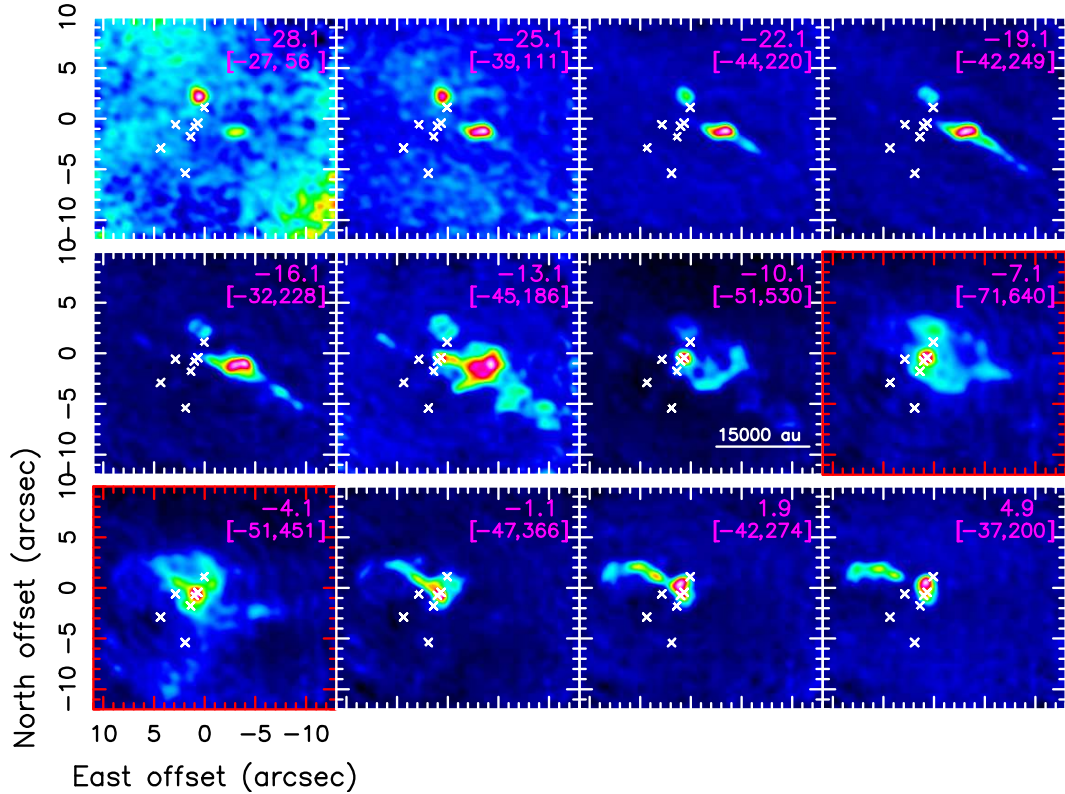 −28.1 −25.1 −22.1 −19.1
[−27, 56 ] [−39,111] [−44,220] [−42,249]
10
5
0
−5
−10
−16.1 −13.1 −10.1 −7.1
[−32,228] [−45,186] [−51,530] [−71,640]
10
5
0
−5
−10
15000 au
−4.1 −1.1 1.9 4.9
[−51,451] [−47,366] [−42,274] [−37,200]
10
5
0
−5
−10
North offset (arcsec)
10 5 0 −5 −10
East offset (arcsec)